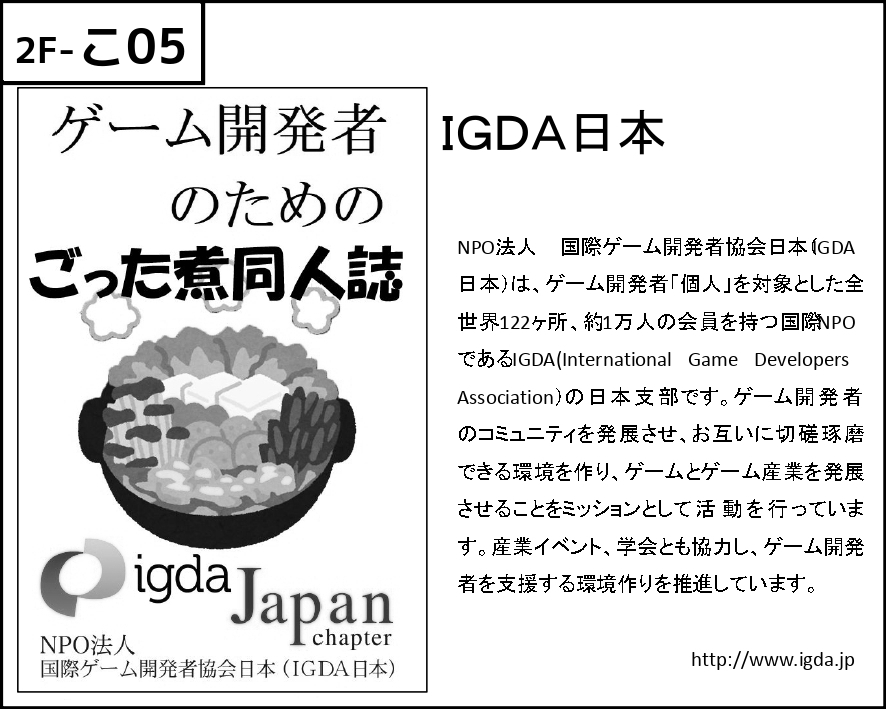 2F-こ05
ゲーム開発者
のための
ごった煮同人誌
igda Japan
chapter
NPO法人
国際ゲーム開発者協会日本（IGDA日本）
IGDA日本
NPO法人　国際ゲーム開発者協会日本(IGDA
日本)は、ゲーム開発者「個人」を対象とした全
世界122ヶ所、約1万人の会員を持つ国際NPO
であるIGDA(International Game Developers
Association)の日本支部です。ゲーム開発者
のコミュニティを発展させ、お互いに切磋琢磨
できる環境を作り、ゲームとゲーム産業を発展
させることをミッションとして活動を行っていま
す。産業イベント、学会とも協力し、ゲーム開発
者を支援する環境作りを推進しています。
http://www.igda.jp